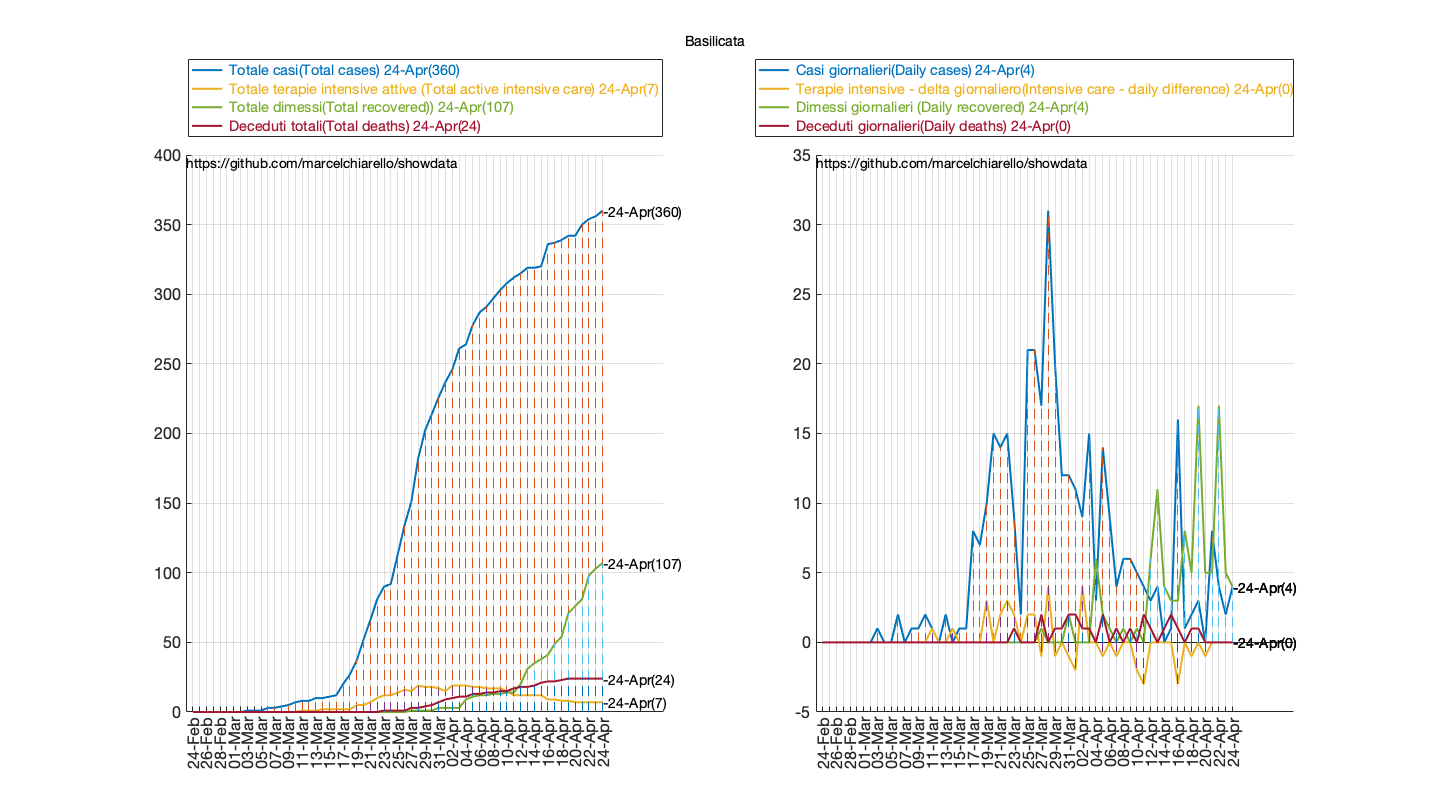 Basilicata
Totale casi(Total cases) 24-Apr(360)
Totale terapie intensive attive (Total active intensive care) 24-Apr(7)
Totale dimessi(Total recovered)) 24-Apr(107)
Deceduti totali(Total deaths) 24-Apr(24)
400
https://github.com/marcelchiarello/showdata
350
300
250
200
150
100
50
0
-24-Apr(360)
-24-Apr(107)
-24-Apr(24)
-24-Apr(7)
24-Feb
26-Feb
28-Feb
01-Mar
03-Mar
05-Mar
07-Mar
09-Mar
11-Mar
13-Mar
15-Mar
17-Mar
19-Mar
21-Mar
23-Mar
25-Mar
27-Mar
29-Mar
31-Mar
02-Apr
04-Apr
06-Apr
08-Apr
10-Apr
12-Apr
14-Apr
16-Apr
18-Apr
20-Apr
22-Apr
24-Apr
Casi giornalieri(Daily cases) 24-Apr(4)
Terapie intensive - delta giornaliero(Intensive care - daily difference) 24-Apr(0)
Dimessi giornalieri (Daily recovered) 24-Apr(4)
Deceduti giornalieri(Daily deaths) 24-Apr(0)
35
https://github.com/marcelchiarello/showdata
30
25
20
15
10
5
0
-5
-24-Apr(4)
-24-Apr(0)
24-Feb
26-Feb
28-Feb
01-Mar
03-Mar
05-Mar
07-Mar
09-Mar
11-Mar
13-Mar
15-Mar
17-Mar
19-Mar
21-Mar
23-Mar
25-Mar
27-Mar
29-Mar
31-Mar
02-Apr
04-Apr
06-Apr
08-Apr
10-Apr
12-Apr
14-Apr
16-Apr
18-Apr
20-Apr
22-Apr
24-Apr